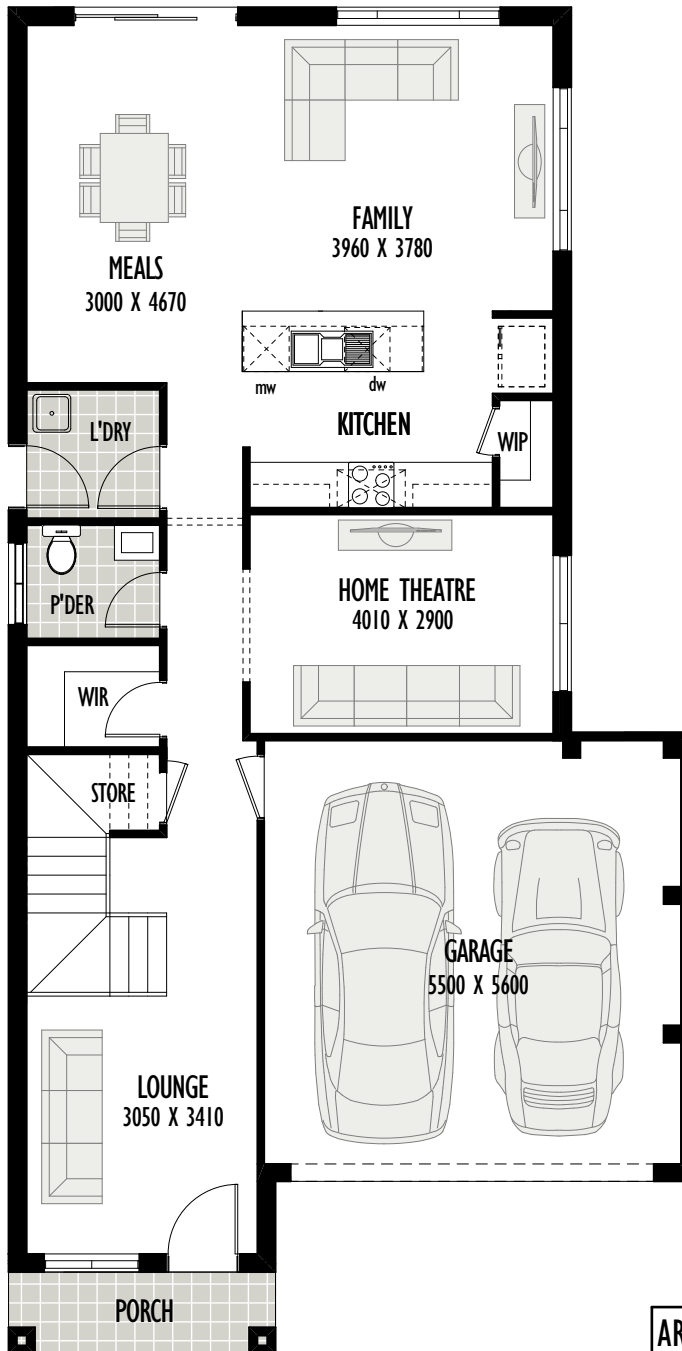 FAMILY
3960 X 3780
MEALS
3000 X 4670
mw
dw
KITCHEN
L'DRY
WIP
P'DER
HOME THEATRE
4010 X 2900
WIR
STORE
GARAGE
5500 X 5600
LOUNGE
3050 X 3410
PORCH
AR